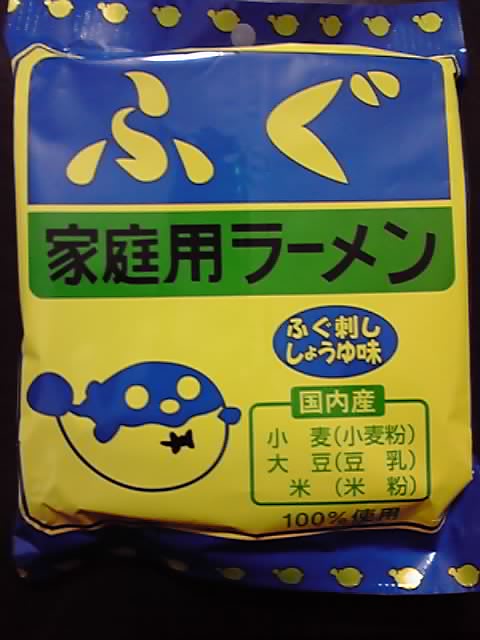 ふぐ
家庭用ラーメン
ふぐ刺し
しょうゆ味
国内産
小　麦(小麦粉)
大　豆(豆　乳)
米　(米　粉)
100%使用